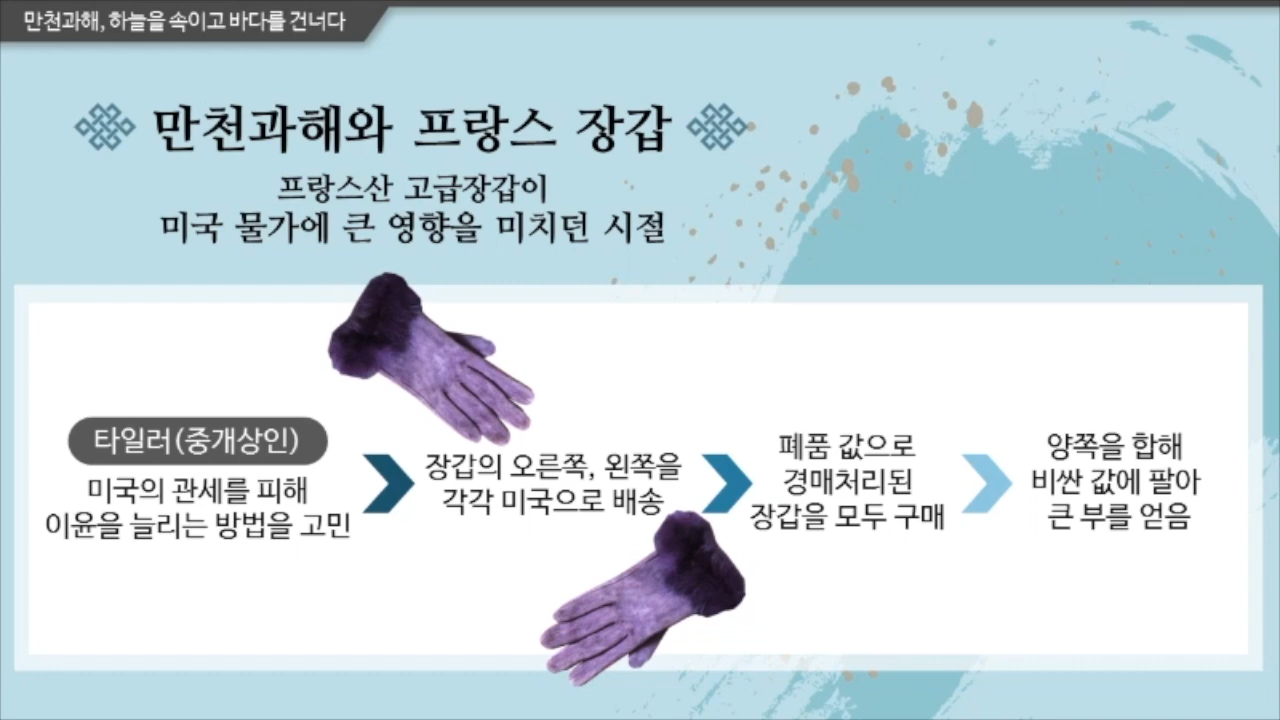 만천과해, 하늘을 속이고 바다를 건너다
만천과해와 프랑스 장갑
프랑스산 고급장갑이
미국 물가에 큰 영향을 미치던 시절
타일러(중개상인)
미국의 관세를 피해
이윤을 늘리는 방법을 고민
장갑의 오른쪽, 왼쪽을
각각 미국으로 배송
폐품 값으로
경매처리된
장갑을 모두 구매
양쪽을 합해
비싼 값에 팔아
큰 부를 얻음